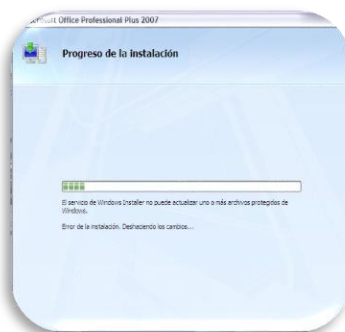 Microsoft Office Professional Plus 2007
Progreso de la instalación
El servicio de Windows Installer no puede actualizar uno o más archivos protegidos de
Windows.
Error de la instalación. Deshaciendo los cambios...